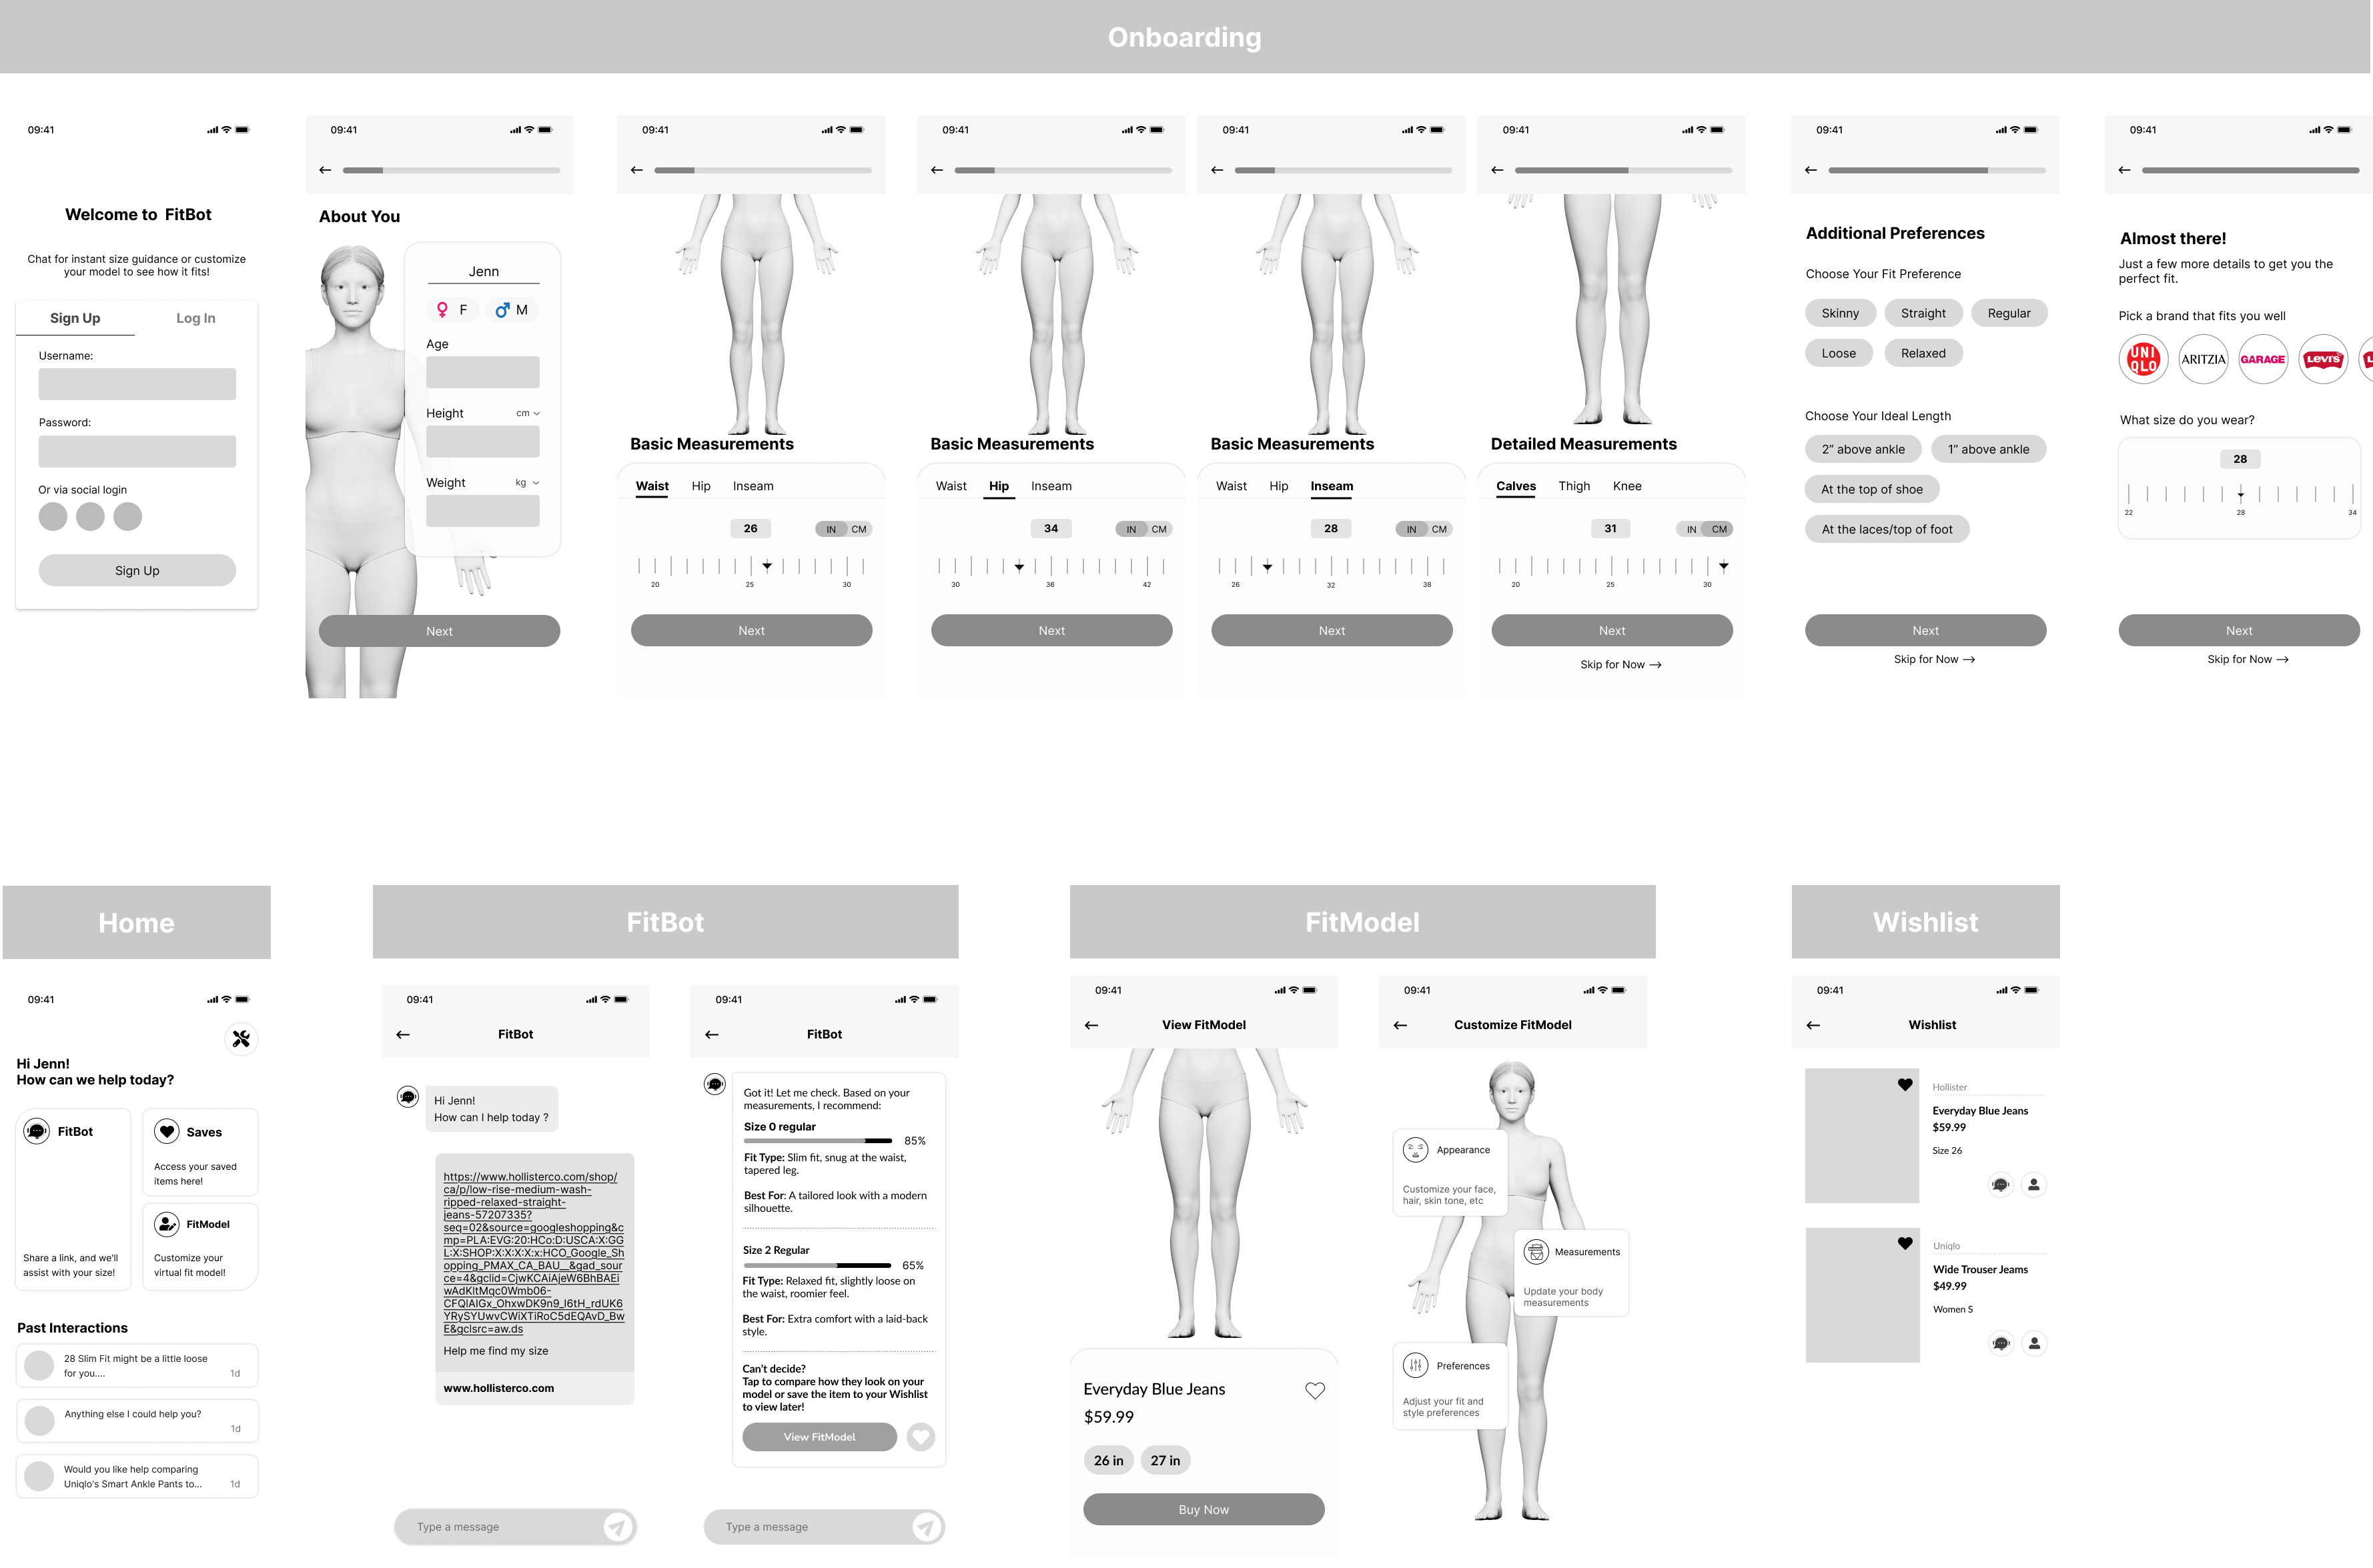 Onboarding
09:41
Welcome to FitBot
Chat for instant size guidance or customize
your model to see how it fits!
Sign Up
Log In
Username:
Password:
Or via social login
Sign Up
09:41
About You
Jenn
F
M
Age
Height
cm
Weight
kg
Next
09:41
Basic Measurements
Waist
Hip
Inseam
26
IN
CM
20
25
30
Next
09:41
Basic Measurements
Waist
Hip
Inseam
34
IN
CM
30
36
42
Next
09:41
Basic Measurements
Waist
Hip
Inseam
28
IN
CM
26
32
38
Next
09:41
Detailed Measurements
Calves
Thigh
Knee
31
IN
CM
20
25
30
Next
Skip for Now
09:41
Additional Preferences
Choose Your Fit Preference
Skinny
Straight
Regular
Loose
Relaxed
Choose Your Ideal Length
2” above ankle
1” above ankle
At the top of shoe
At the laces/top of foot
Next
Skip for Now
09:41
Almost there!
Just a few more details to get you the
perfect fit.
Pick a brand that fits you well
UNI
QLO
ARITZIA
GARAGE
Levi's
L
What size do you wear?
28
22
28
34
Next
Skip for Now
Home
09:41
Hi Jenn!
How can we help today?
FitBot
Share a link, and we'll
assist with your size!
Saves
Access your saved
items here!
FitModel
Customize your
virtual fit model!
Past Interactions
28 Slim Fit might be a little loose
for you....
1d
Anything else I could help you?
1d
Would you like help comparing
Uniqlo's Smart Ankle Pants to...
1d
FitBot
09:41
FitBot
Hi Jenn!
How can I help today ?
https://www.hollisterco.com/shop/
ca/p/low-rise-medium-wash-
ripped-relaxed-straight-
jeans-57207335?
seq=02&source=googleshopping&c
mp=PLA:EVG:20:HCo:D:USCA:X:GG
L:X:SHOP:X:X:X:X:x:HCO_Google_Sh
opping_PMAX_CA_BAU__&gad_sour
ce=4&gclid=CjwKCAiAjeW6BhBAEi
wAdKltMqc0Wmb06-
CFQlAlGx_OhxwDK9n9_I6tH_rdUK6
YRySYUwvCWiXTiRoC5dEQAvD_Bw
E&gclsrc=aw.ds
Help me find my size
www.hollisterco.com
Type a message
09:41
FitBot
Got it! Let me check. Based on your
measurements, I recommend:
Size 0 regular
85%
Fit Type: Slim fit, snug at the waist,
tapered leg.
Best For: A tailored look with a modern
silhouette.
Size 2 Regular
65%
Fit Type: Relaxed fit, slightly loose on
the waist, roomier feel.
Best For: Extra comfort with a laid-back
style.
Can’t decide?
Tap to compare how they look on your
model or save the item to your Wishlist
to view later!
View FitModel
Type a message
FitModel
09:41
View FitModel
Everyday Blue Jeans
$59.99
26 in
27 in
Buy Now
09:41
Customize FitModel
Appearance
Customize your face,
hair, skin tone, etc
Measurements
Update your body
measurements
Preferences
Adjust your fit and
style preferences
Wishlist
09:41
Wishlist
Hollister
Everyday Blue Jeans
$59.99
Size 26
Uniqlo
Wide Trouser Jeams
$49.99
Women S